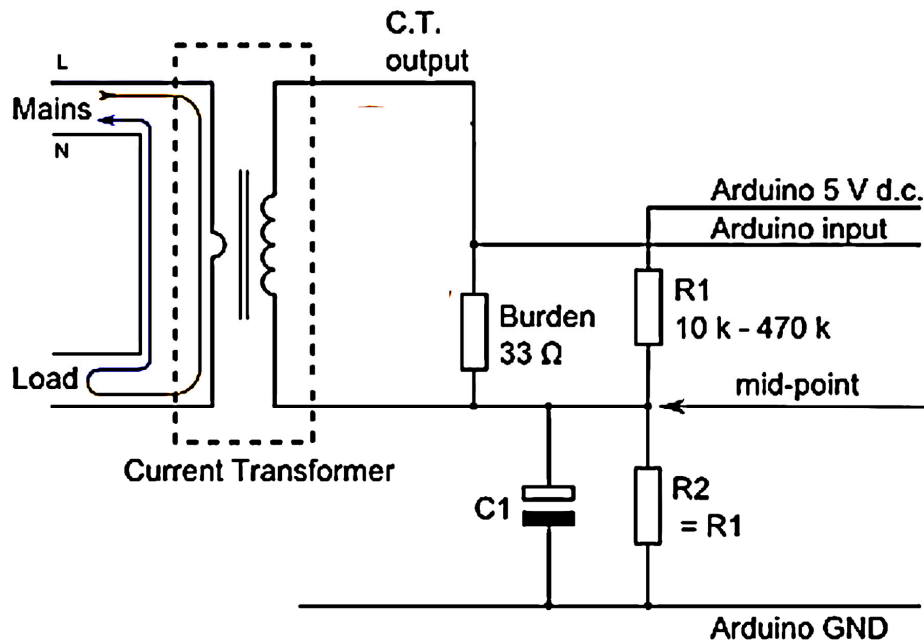 C.T.
output
L
Mains
N
Arduino 5 V d.c.
Arduino input
R1
10 k - 470 k
Burden
33 Ω
Load
mid-point
Current Transformer
C1
R2
= R1
Arduino GND